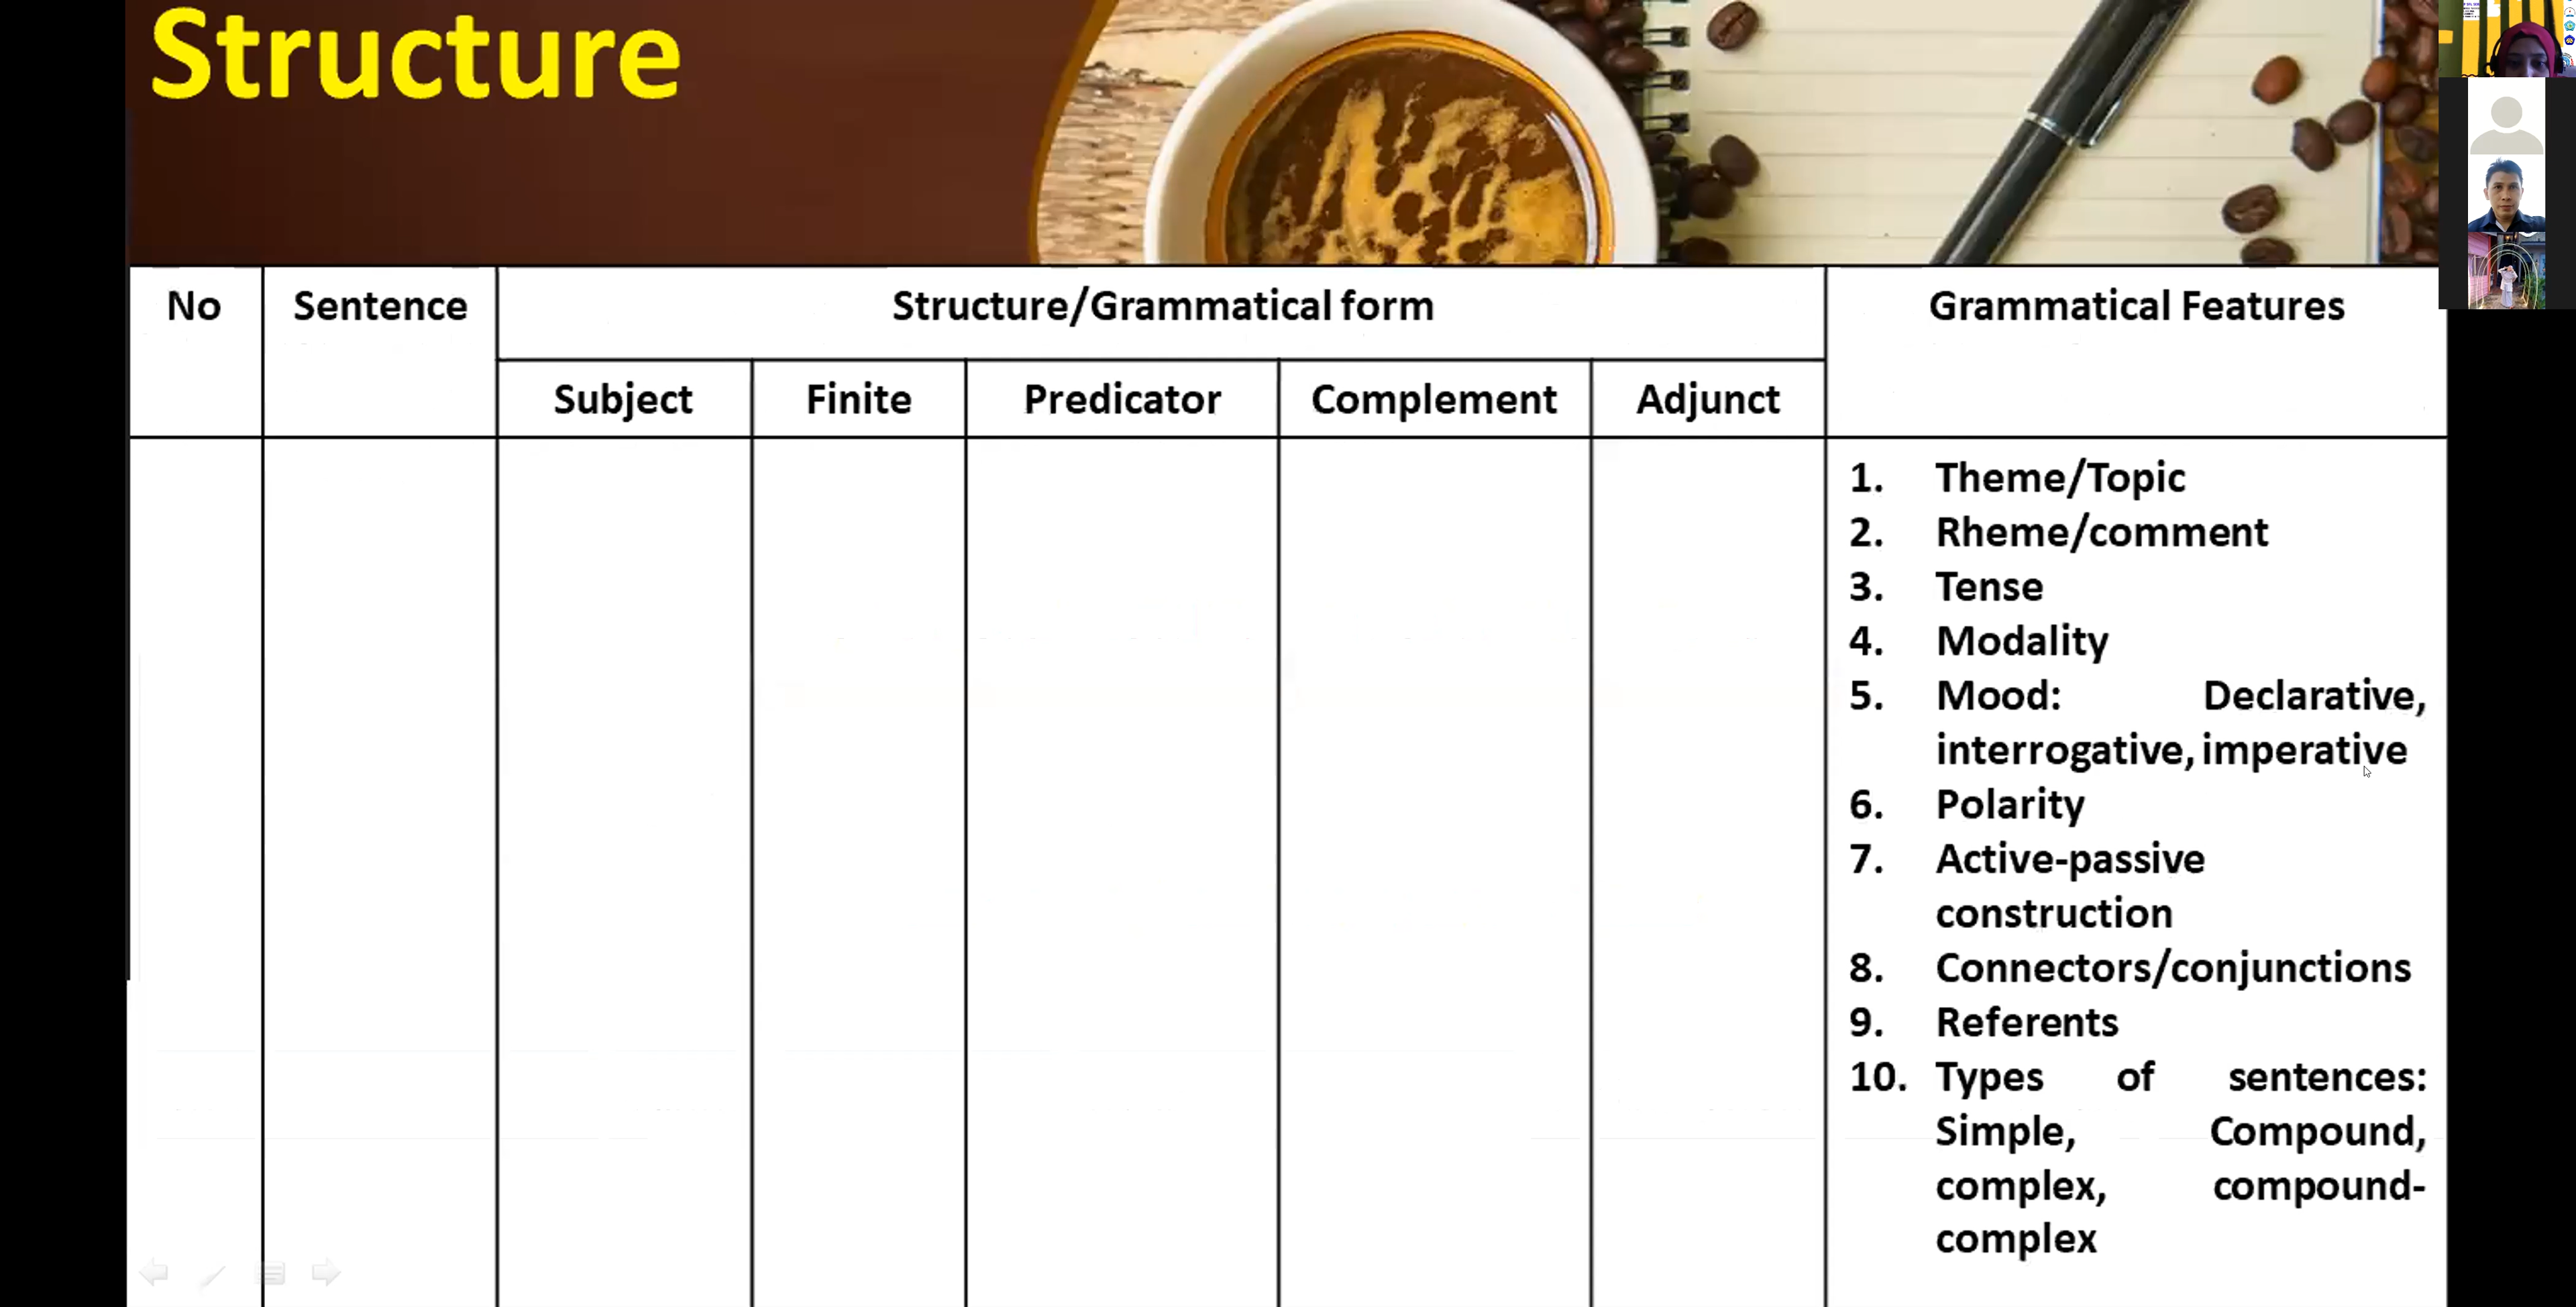 Structure
No Sentence Structure/Grammatical form Grammatical Features
Subject Finite Predicator Complement Adjunct
1. Theme/Topic
2. Rheme/comment
3. Tense
4. Modality
5. Mood: Declarative,
interrogative, imperative
6. Polarity
7. Active-passive
construction
8. Connectors/conjunctions
9. Referents
10. Types of sentences:
Simple, Compound,
complex, compound-
complex